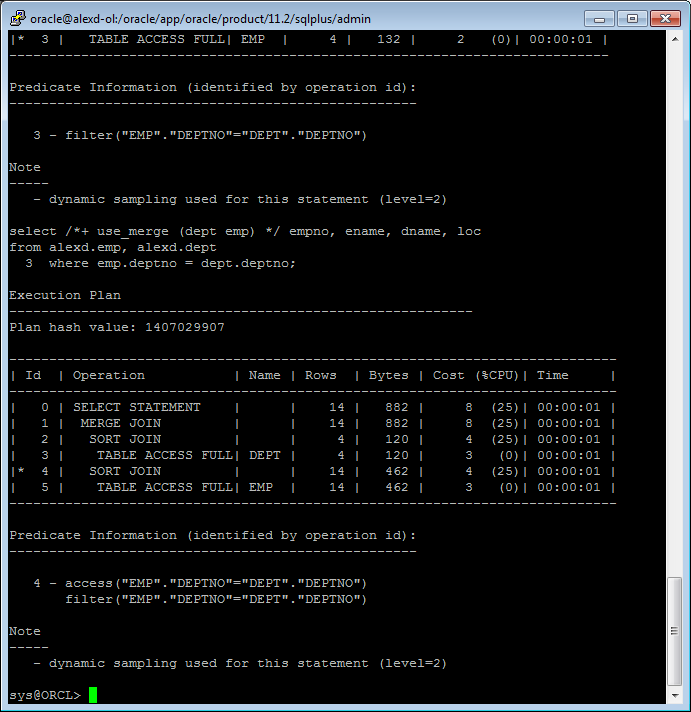 oracle@alexd-ol:/oracle/app/oracle/product/11.2/sqlplus/admin
|*  3 |   TABLE ACCESS FULL| EMP  |     4 |   132 |     2   (0)| 00:00:01 |
---------------------------------------------------------------------------
Predicate Information (identified by operation id):
---------------------------------------------------
   3 - filter("EMP"."DEPTNO"="DEPT"."DEPTNO")
Note
-----
   - dynamic sampling used for this statement (level=2)
select /*+ use_merge (dept emp) */ empno, ename, dname, loc
from alexd.emp, alexd.dept
  3  where emp.deptno = dept.deptno;
Execution Plan
----------------------------------------------------------
Plan hash value: 1407029907
----------------------------------------------------------------------------
| Id  | Operation           | Name | Rows  | Bytes | Cost (%CPU)| Time     |
----------------------------------------------------------------------------
|   0 | SELECT STATEMENT    |      |    14 |   882 |     8  (25)| 00:00:01 |
|   1 |  MERGE JOIN         |      |    14 |   882 |     8  (25)| 00:00:01 |
|   2 |   SORT JOIN         |      |     4 |   120 |     4  (25)| 00:00:01 |
|   3 |    TABLE ACCESS FULL| DEPT |     4 |   120 |     3   (0)| 00:00:01 |
|*  4 |   SORT JOIN         |      |    14 |   462 |     4  (25)| 00:00:01 |
|   5 |    TABLE ACCESS FULL| EMP  |    14 |   462 |     3   (0)| 00:00:01 |
----------------------------------------------------------------------------
Predicate Information (identified by operation id):
---------------------------------------------------
   4 - access("EMP"."DEPTNO"="DEPT"."DEPTNO")
       filter("EMP"."DEPTNO"="DEPT"."DEPTNO")
Note
-----
   - dynamic sampling used for this statement (level=2)
sys@ORCL>